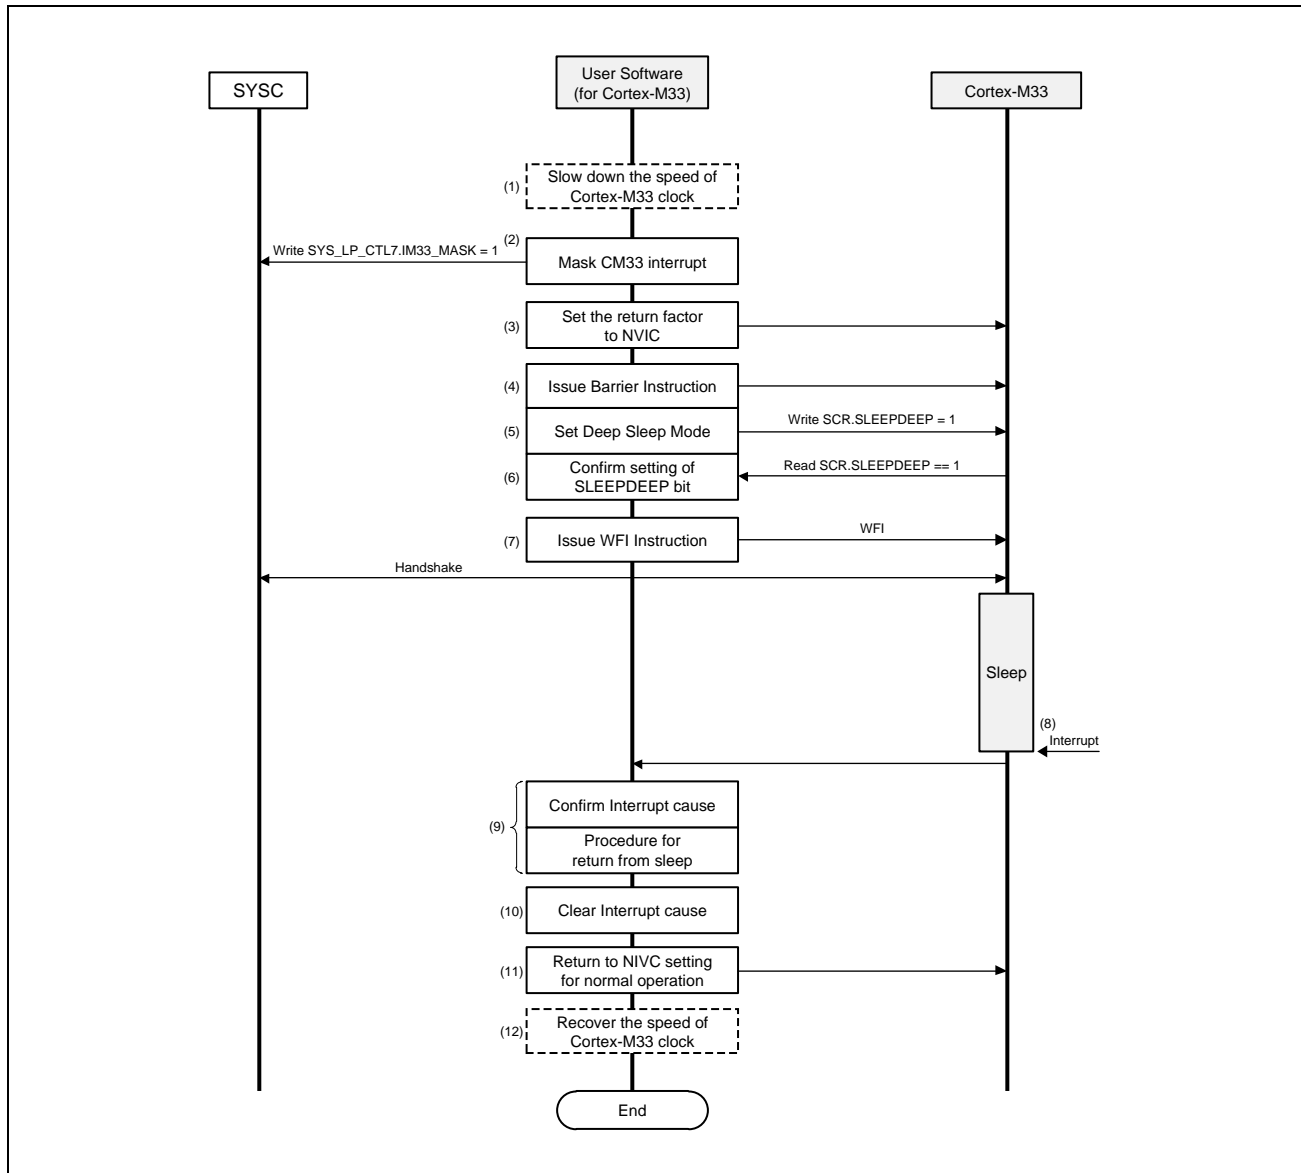 SYSC
User Software
(for Cortex-M33)
Cortex-M33
(1)
Slow down the speed of
Cortex-M33 clock
(2)
Write SYS_LP_CTL7.IM33_MASK = 1
Mask CM33 interrupt
(3)
Set the return factor
to NVIC
(4)
Issue Barrier Instruction
(5)
Set Deep Sleep Mode
Write SCR.SLEEPDEEP = 1
(6)
Confirm setting of
SLEEPDEEP bit
Read SCR.SLEEPDEEP == 1
(7)
Issue WFI Instruction
WFI
Handshake
Sleep
(8)
Interrupt
(9)
Confirm Interrupt cause
Procedure for
return from sleep
(10)
Clear Interrupt cause
(11)
Return to NIVC setting
for normal operation
(12)
Recover the speed of
Cortex-M33 clock
End